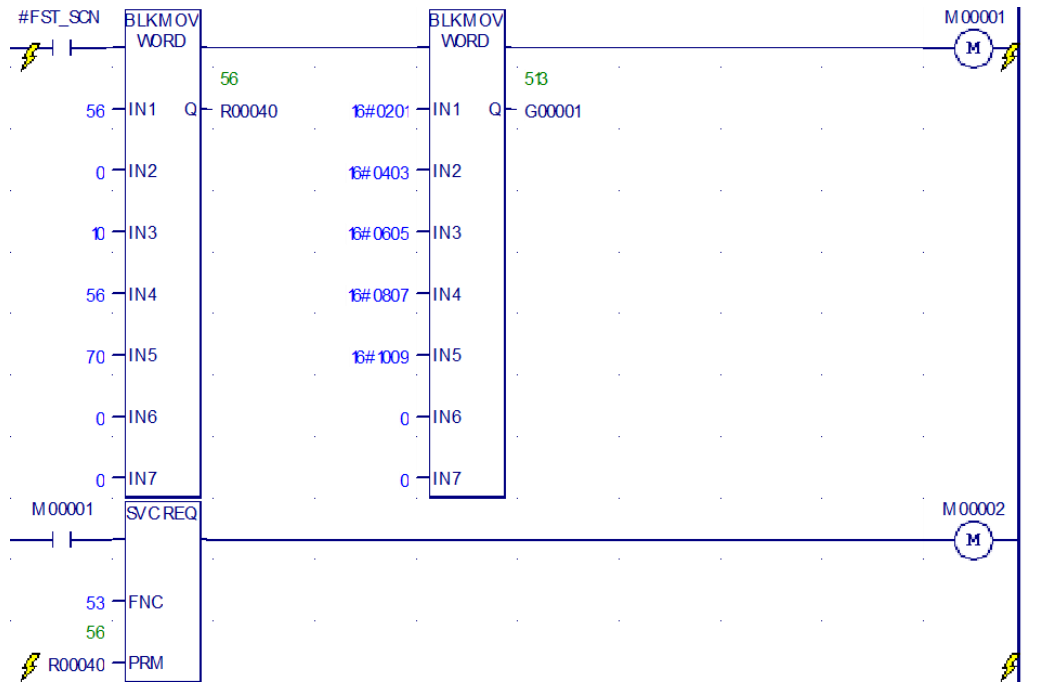 #FST_SCN BLKMOV BLKMOV M00001
WORD WORD
M
56 513
56 IN1 Q R00040 16#0201 IN1 Q G00001
0 IN2 16#0403 IN2
10 IN3 16#0605 IN3
56 IN4 16#0807 IN4
70 IN5 16#1009 IN5
0 IN6 0 IN6
0 IN7 0 IN7
M00001 SVC REQ M00002
M
53 FNC
56
R00040 PRM